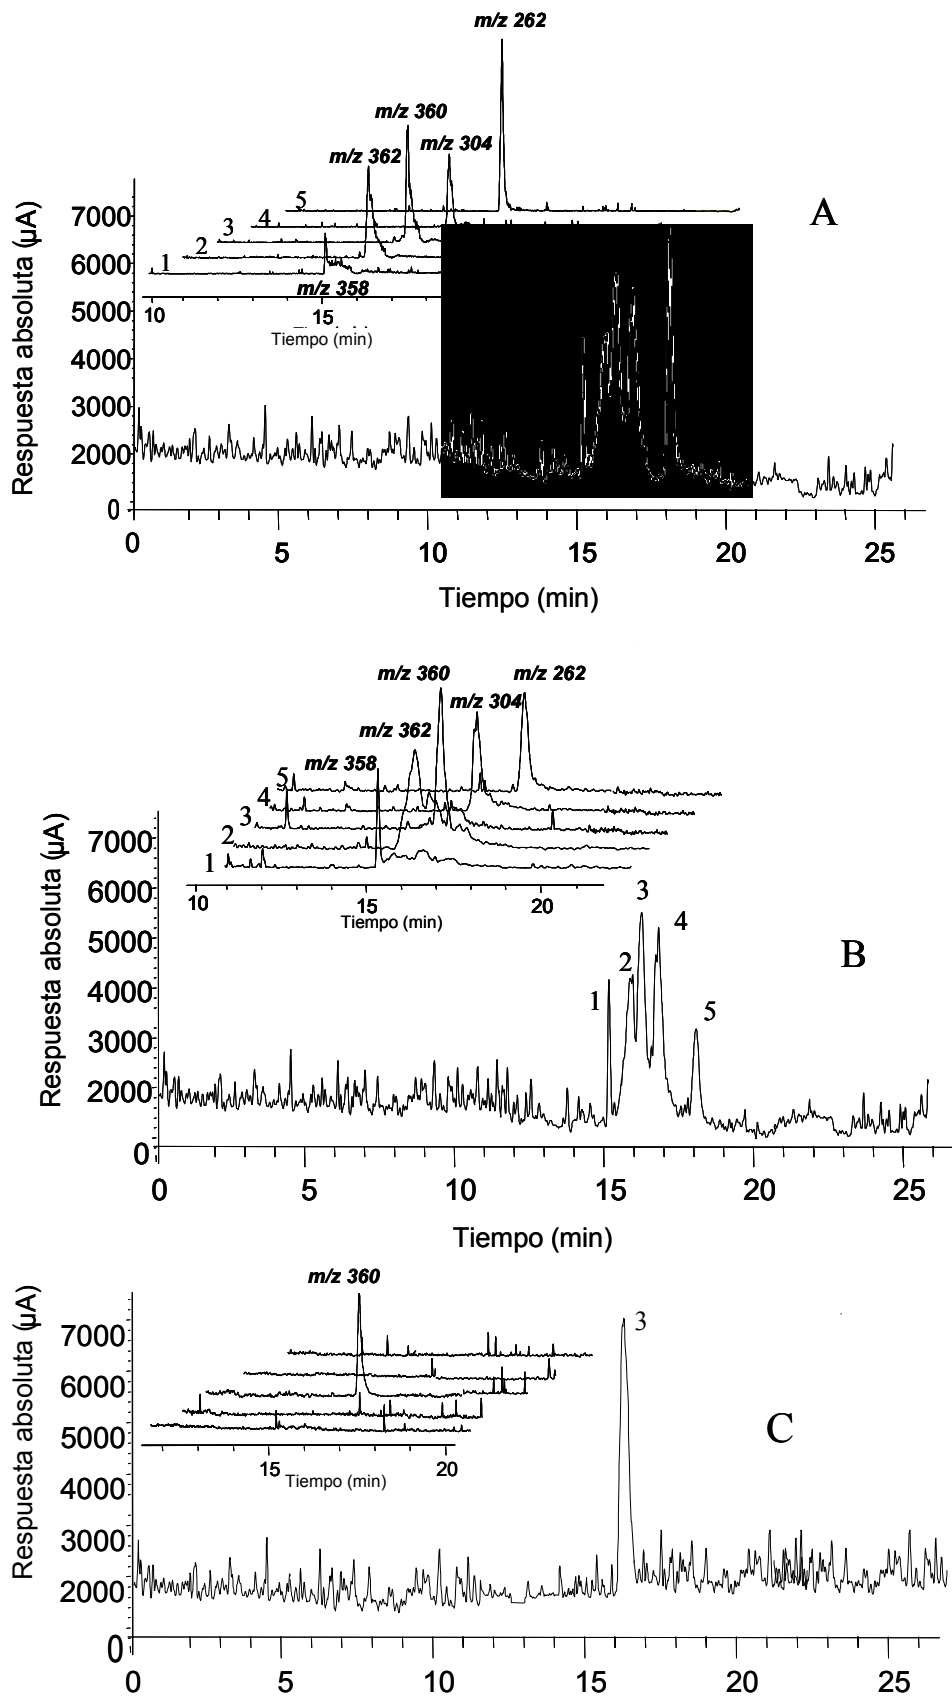 m/z 262
m/z 360
m/z 304
m/z 362
5
4
3
2
1
m/z 358
10
15
Tiempo (min)
A
Respuesta absoluta (µA)
7000
6000
5000
4000
3000
2000
0
0
5
10
15
20
25
Tiempo (min)
m/z 360
m/z 262
m/z 304
m/z 362
m/z 358
5
4
3
2
1
10
15
20
Tiempo (min)
B
Respuesta absoluta (µA)
7000
6000
5000
4000
3000
2000
0
1
2
3
4
5
0
5
10
15
20
25
Tiempo (min)
m/z 360
15
20
Tiempo (min)
3
C
Respuesta absoluta (µA)
7000
6000
5000
4000
3000
2000
0
0
5
10
15
20
25